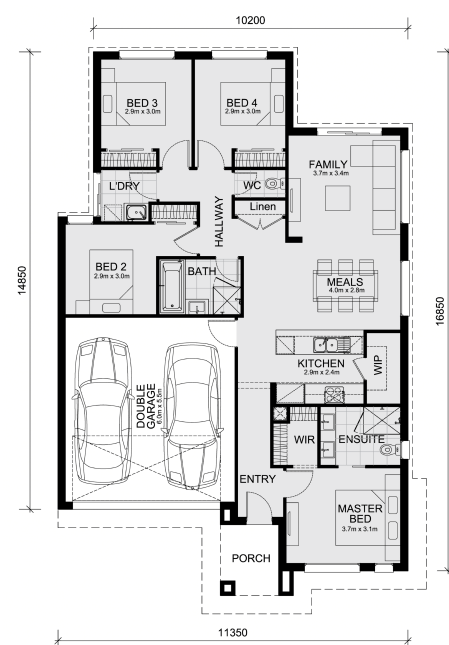 10200
BED 3
2.9m x 3.0m
BED 4
2.9m x 3.0m
FAMILY
3.7m x 3.4m
L'DRY
WC
Linen
HALLWAY
BED 2
2.9m x 3.0m
BATH
MEALS
4.0m x 2.8m
14850
16850
KITCHEN
2.9m x 2.4m
WIP
DOUBLE
GARAGE
6.0m x 5.5m
WIR
ENSUITE
ENTRY
MASTER
BED
3.7m x 3.1m
PORCH
11350